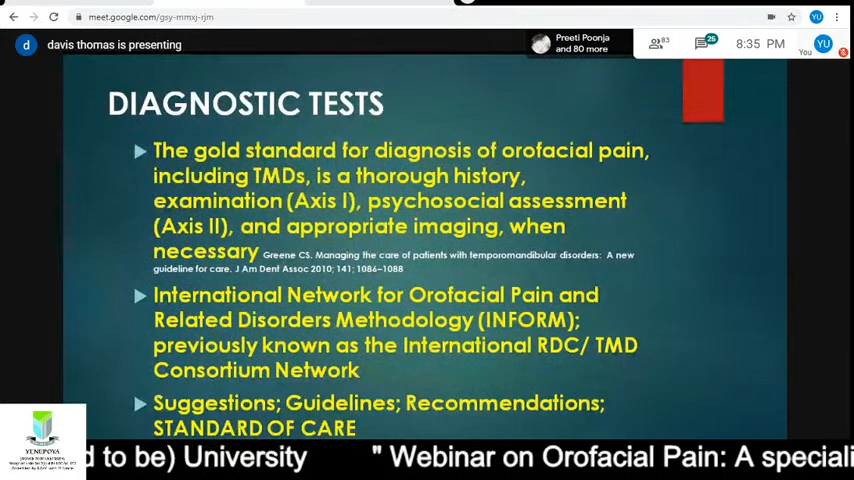 meet.google.com/gsy-mmxj-rjm
YU
d davis thomas is presenting
Preeti Poonja
and 80 more
83
25
8:35 PM
You
YU
DIAGNOSTIC TESTS
The gold standard for diagnosis of orofacial pain,
including TMDs, is a thorough history,
examination (Axis I), psychosocial assessment
(Axis II), and appropriate imaging, when
necessary Greene CS. Managing the care of patients with temporomandibular disorders: A new
guideline for care. J Am Dent Assoc 2010; 141; 1086–1088
International Network for Orofacial Pain and
Related Disorders Methodology (INFORM);
previously known as the International RDC/ TMD
Consortium Network
Suggestions; Guidelines; Recommendations;
STANDARD OF CARE
YENEPOYA
d to be) University " Webinar on Orofacial Pain: A speciali